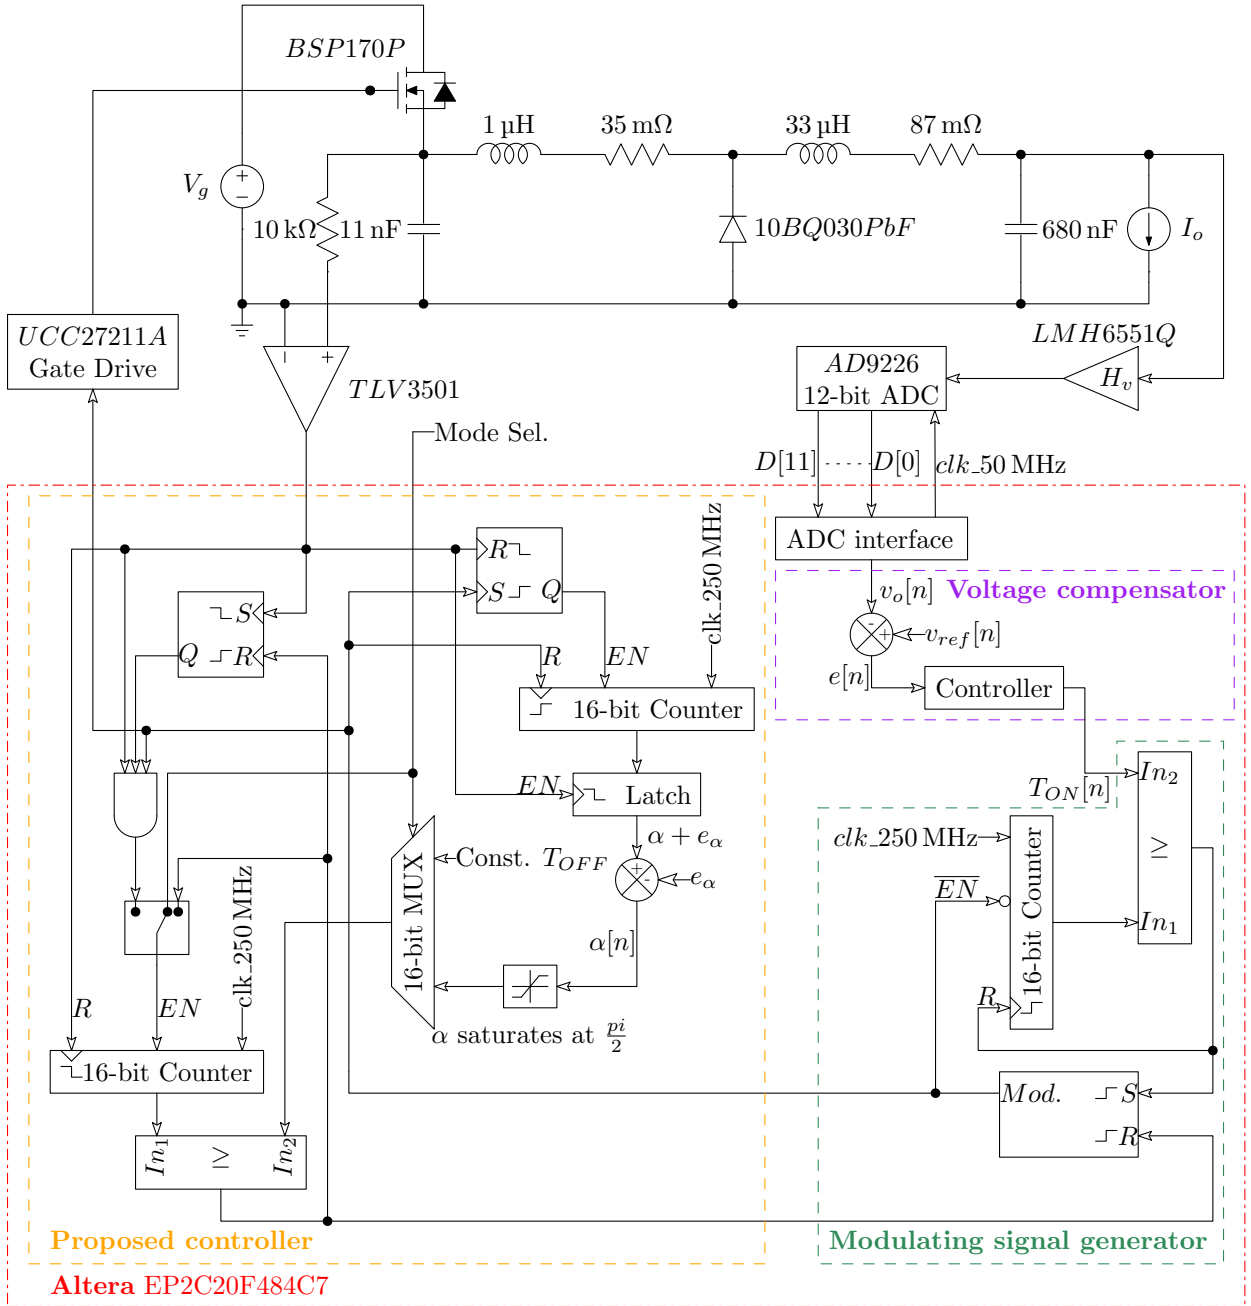 BSP170P
1 μH
35 mΩ
33 μH
87 mΩ
V_g
+
−
10 kΩ
11 nF
10BQ030PbF
680 nF
I_o
UCC27211A
Gate Drive
− +
TLV3501
LMH6551Q
H_v
AD9226
12-bit ADC
Mode Sel.
D[11]
D[0]
clk_50 MHz
ADC interface
R
S
Q
clk_250 MHz
S
Q
R
R
EN
16-bit Counter
v_o[n]
Voltage compensator
-
+
v_ref[n]
e[n]
Controller
EN
Latch
T_ON[n]
In_2
≥
In_1
α + e_α
16-bit MUX
Const. T_OFF
+
-
e_α
α[n]
α saturates at pi/2
clk_250 MHz
clk_250 MHz
E̅N̅
16-bit Counter
R
R
EN
16-bit Counter
Mod.
S
R
In_1
≥
In_2
Proposed controller
Modulating signal generator
Altera EP2C20F484C7